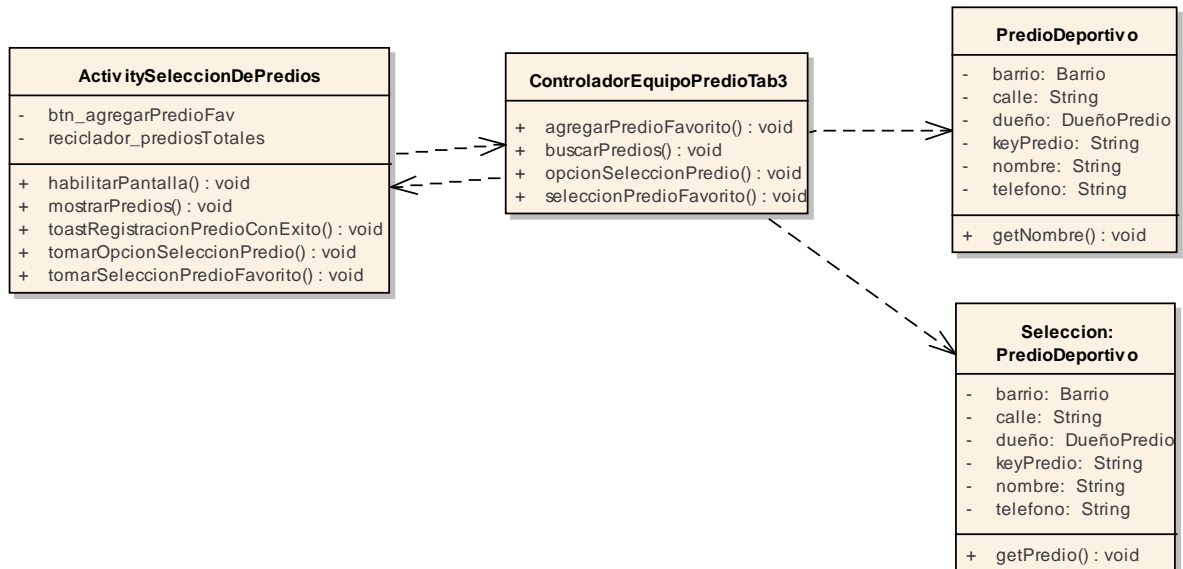 ActivitySeleccionDePredios
- btn_agregarPredioFav
- reciclador_prediosTotales
+ habilitarPantalla() : void
+ mostrarPredios() : void
+ toastRegistracionPredioConExito() : void
+ tomarOpcionSeleccionPredio() : void
+ tomarSeleccionPredioFavorito() : void
ControladorEquipoPredioTab3
+ agregarPredioFavorito() : void
+ buscarPredios() : void
+ opcionSeleccionPredio() : void
+ seleccionPredioFavorito() : void
PredioDeportivo
- barrio: Barrio
- calle: String
- dueño: DueñoPredio
- keyPredio: String
- nombre: String
- telefono: String
+ getNombre() : void
Seleccion:
PredioDeportivo
- barrio: Barrio
- calle: String
- dueño: DueñoPredio
- keyPredio: String
- nombre: String
- telefono: String
+ getPredio() : void